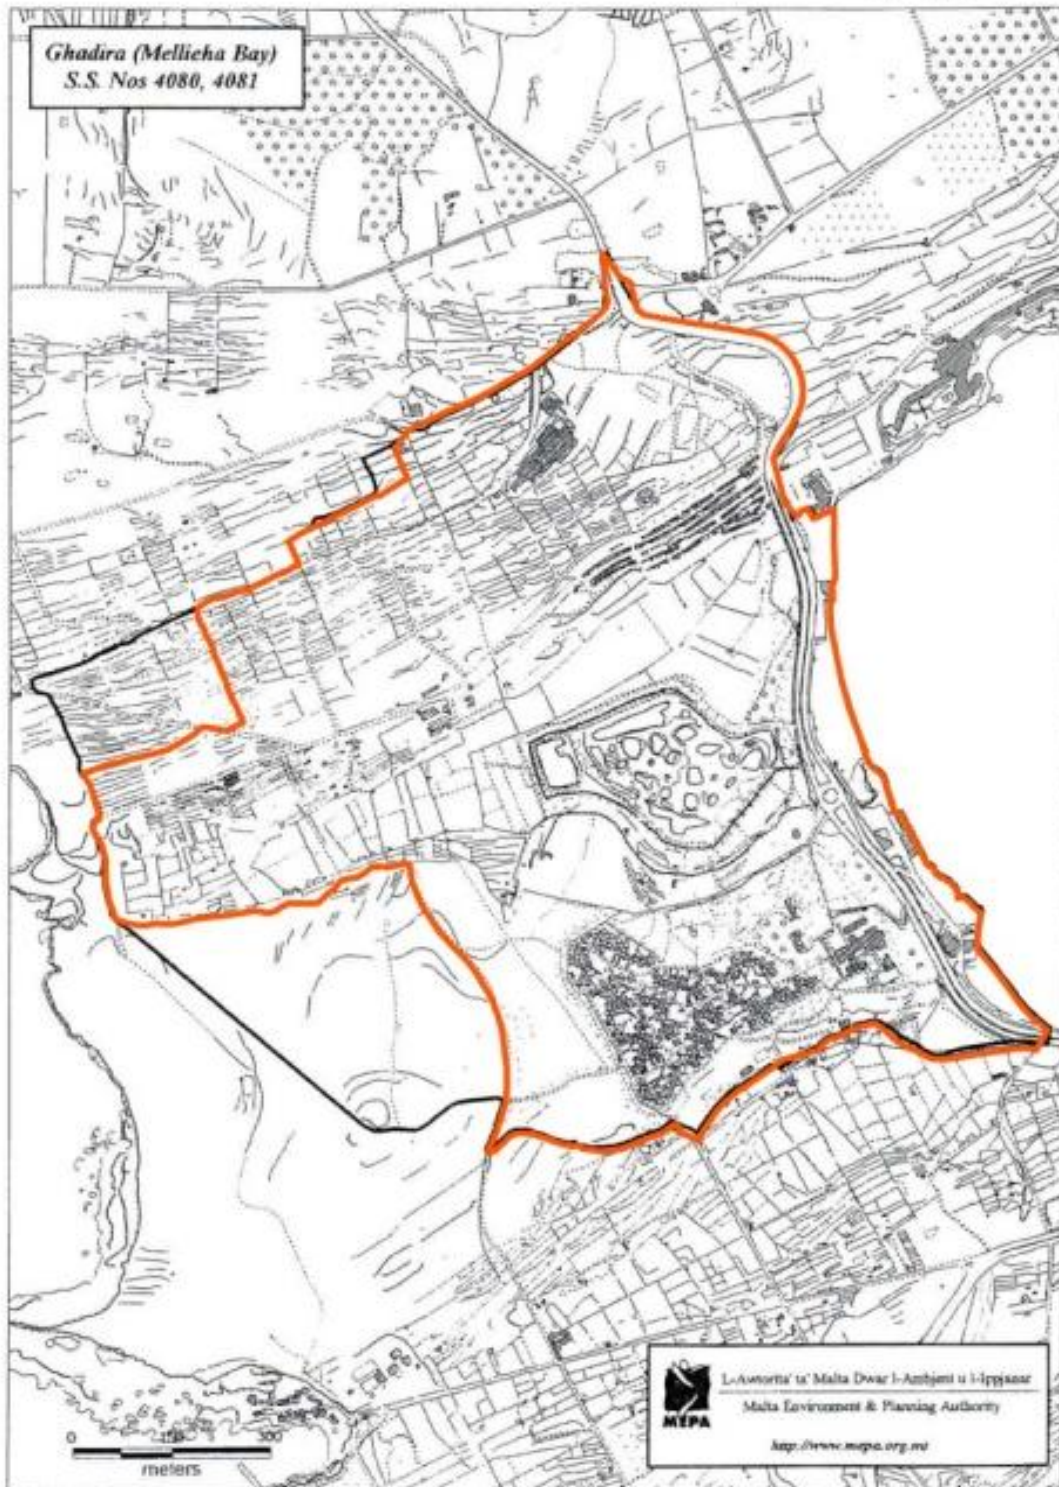 Ghadira (Mellieha Bay)
S.S. Nos 4080, 4081
L-Awtorita' ta' Malta Dwar l-Ambjent u l-Ippjanar
Malta Environment & Planning Authority
MEPA
http://www.mepa.org.mt
0 150 300
meters